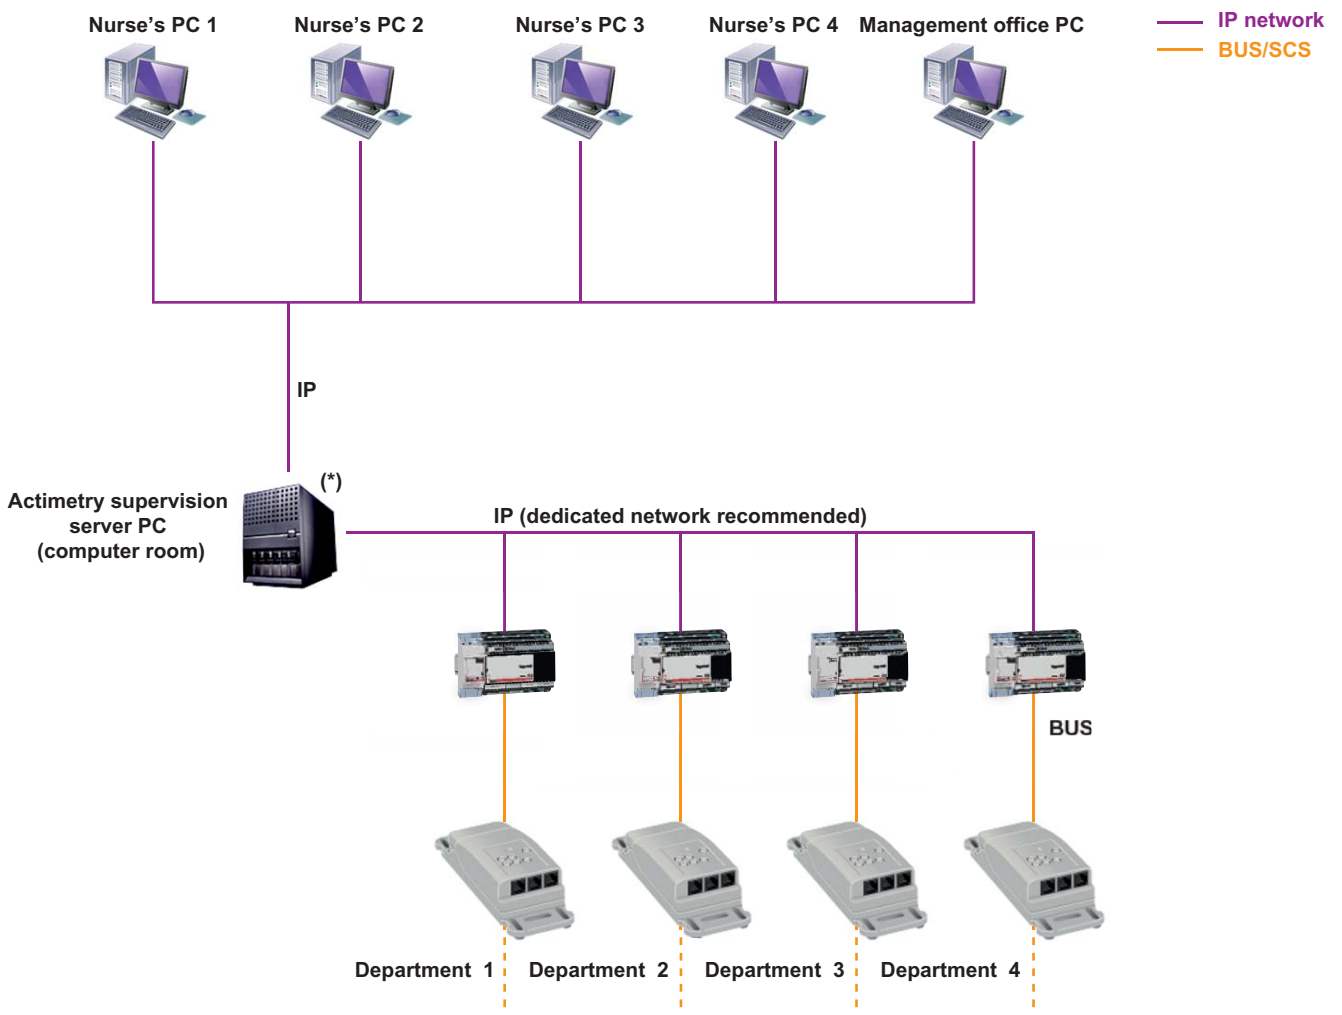 Nurse’s PC 1
Nurse’s PC 2
Nurse’s PC 3
Nurse’s PC 4
Management office PC
IP network
BUS/SCS
IP
(*)
Actimetry supervision
server PC
(computer room)
IP (dedicated network recommended)
BUS
Department 1
Department 2
Department 3
Department 4